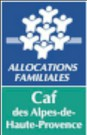 ALLOCATIONS
FAMILIALES
Caf
des Alpes-de-
Haute-Provence